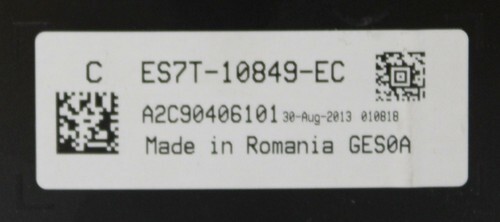 C ES7T-10849-EC
A2C90406101 30-Aug-2013 010818
Made in Romania GES0A